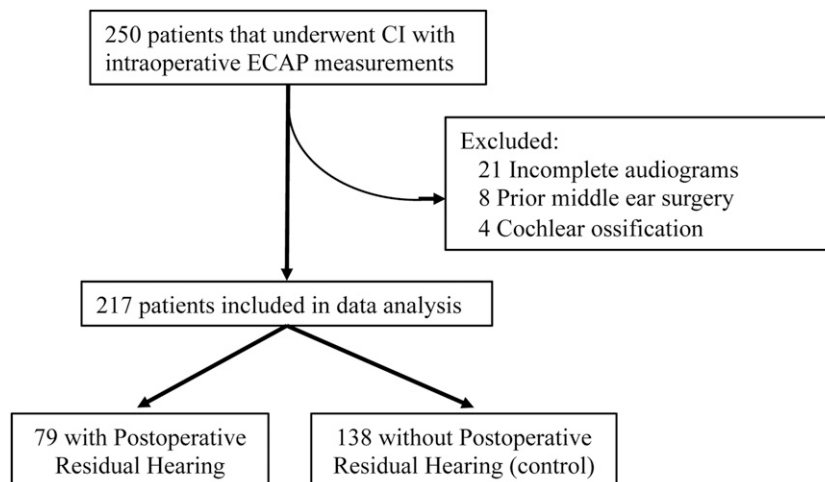 250 patients that underwent CI with
intraoperative ECAP measurements
Excluded:
21 Incomplete audiograms
8 Prior middle ear surgery
4 Cochlear ossification
217 patients included in data analysis
79 with Postoperative
Residual Hearing
138 without Postoperative
Residual Hearing (control)